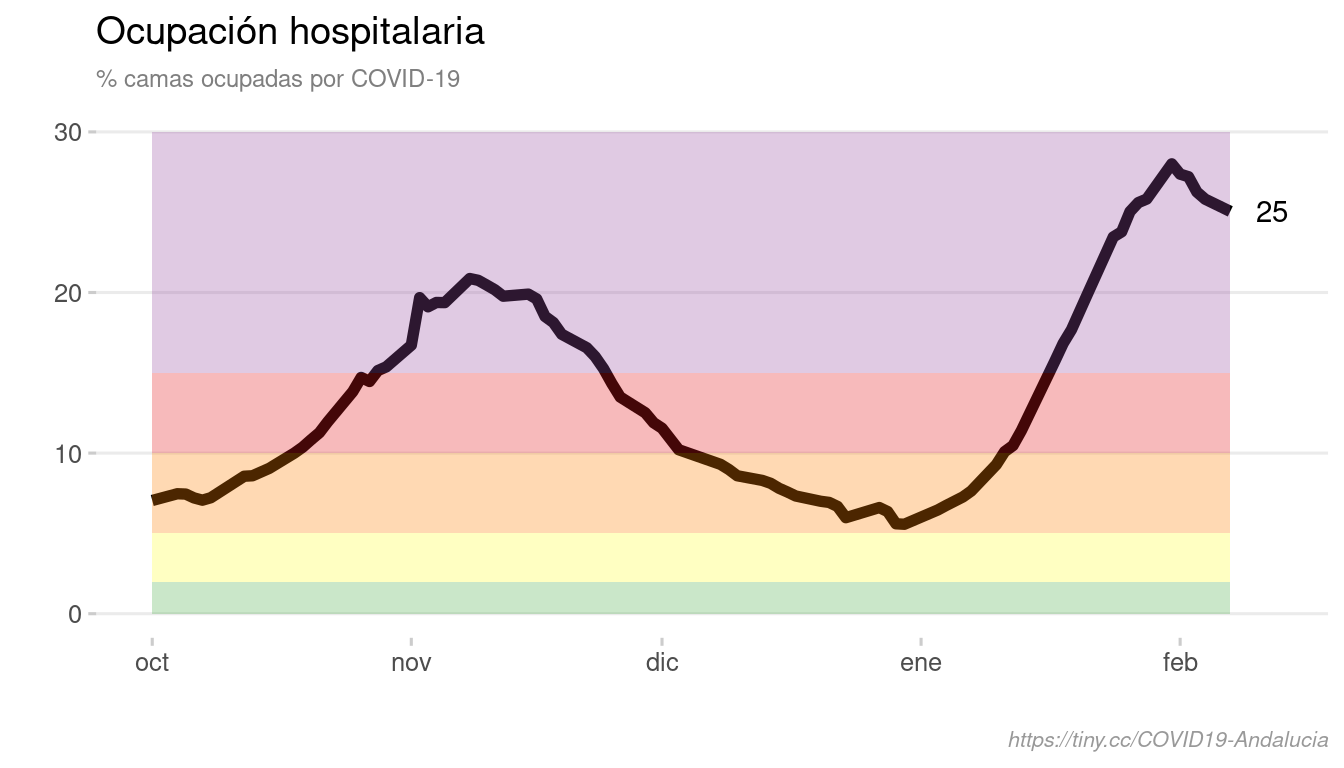 Ocupación hospitalaria
% camas ocupadas por COVID-19
30
25
20
10
0
oct nov dic ene feb
https://tiny.cc/COVID19-Andalucia